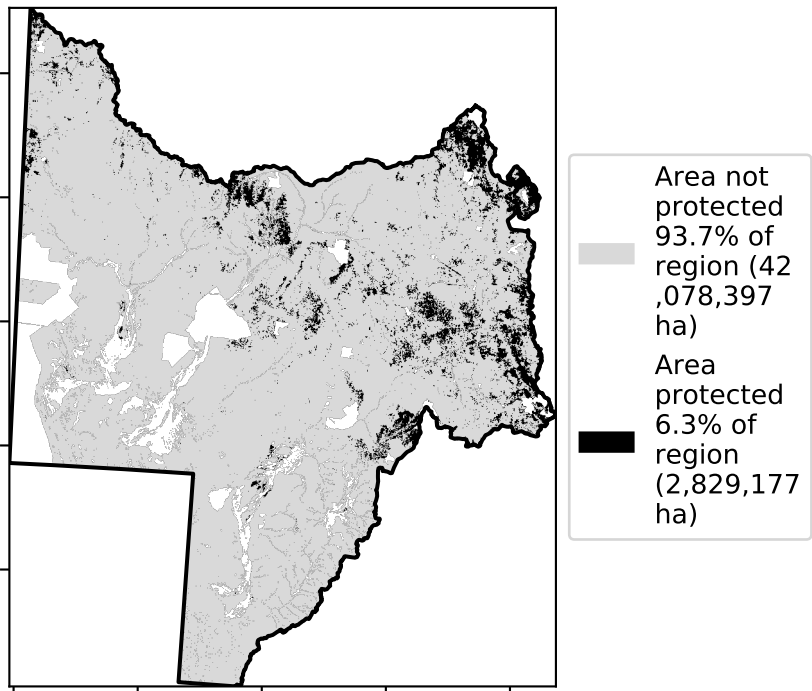 Area not
protected
93.7% of
region (42
,078,397
ha)
Area
protected
6.3% of
region
(2,829,177
ha)